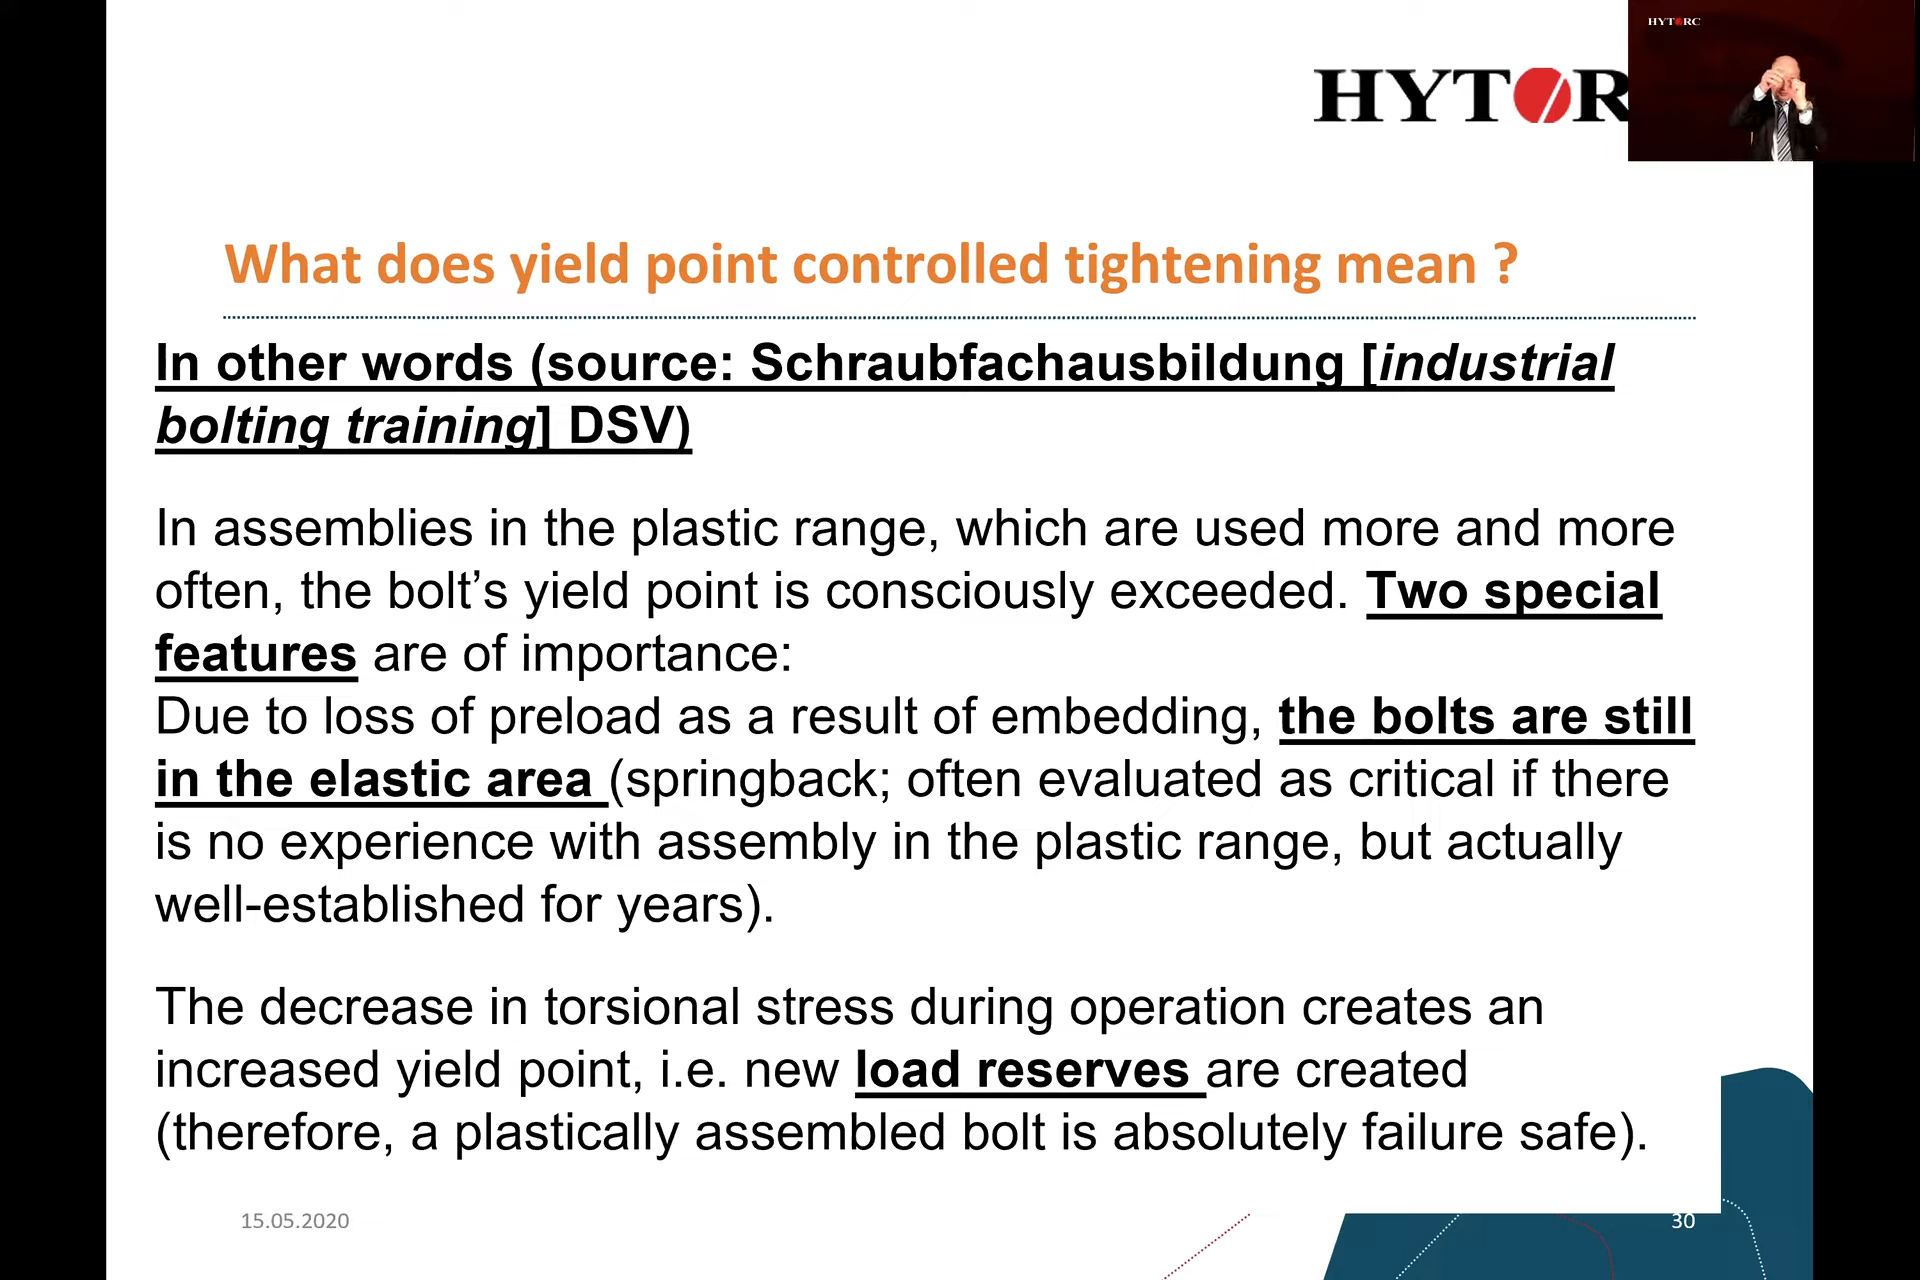 HYTORC
HYTOR
What does yield point controlled tightening mean ?
In other words (source: Schraubfachausbildung [industrial
bolting training] DSV)
In assemblies in the plastic range, which are used more and more
often, the bolt’s yield point is consciously exceeded. Two special
features are of importance:
Due to loss of preload as a result of embedding, the bolts are still
in the elastic area (springback; often evaluated as critical if there
is no experience with assembly in the plastic range, but actually
well-established for years).
The decrease in torsional stress during operation creates an
increased yield point, i.e. new load reserves are created
(therefore, a plastically assembled bolt is absolutely failure safe).
15.05.2020
30